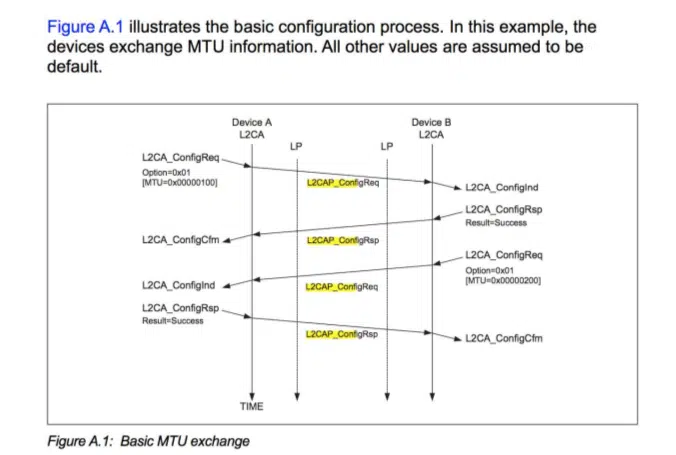 Figure A.1 illustrates the basic configuration process. In this example, the
devices exchange MTU information. All other values are assumed to be
default.
Device A
L2CA
Device B
L2CA
LP
LP
L2CA_ConfigReq
Option=0x01
[MTU=0x00000100]
L2CAP_ConfigReq
L2CA_ConfigInd
L2CA_ConfigRsp
Result=Success
L2CA_ConfigCfm
L2CAP_ConfigRsp
L2CA_ConfigReq
Option=0x01
[MTU=0x00000200]
L2CA_ConfigInd
L2CAP_ConfigReq
L2CA_ConfigRsp
Result=Success
L2CAP_ConfigRsp
L2CA_ConfigCfm
TIME
Figure A.1: Basic MTU exchange